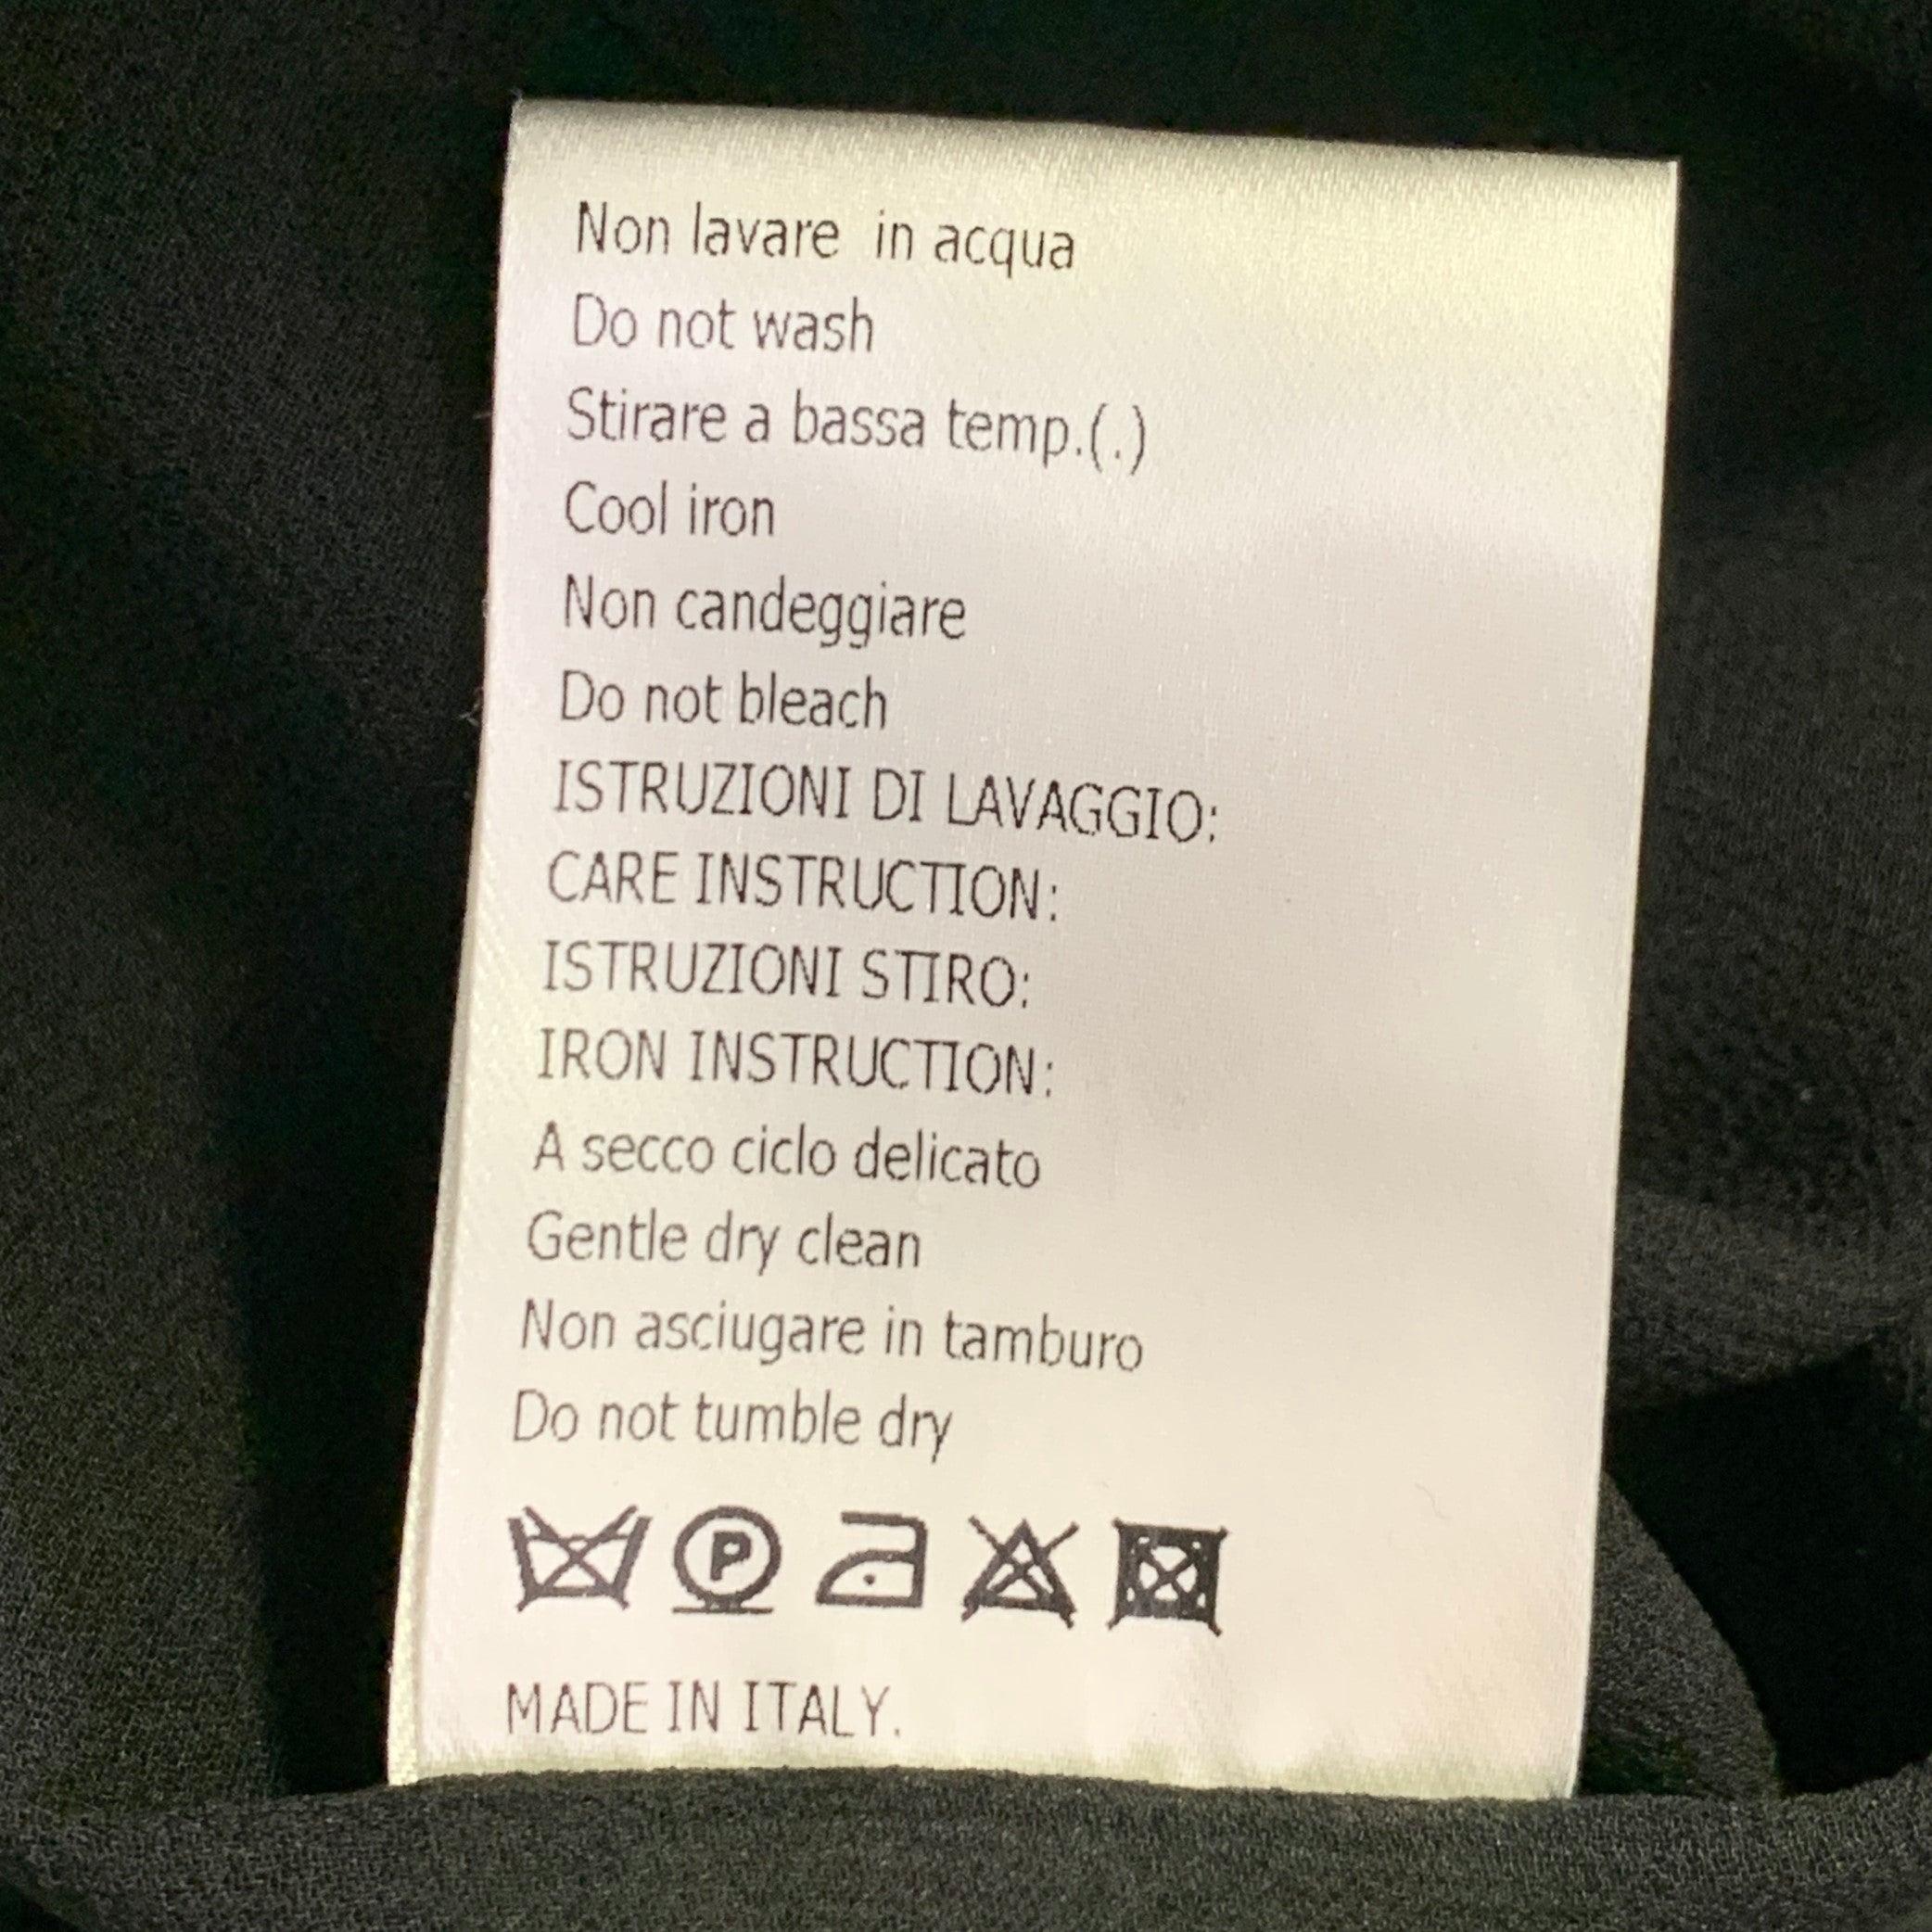 Non lavare in acqua
Do not wash
Stirare a bassa temp.(.)
Cool iron
Non candeggiare
Do not bleach
ISTRUZIONI DI LAVAGGIO:
CARE INSTRUCTION:
ISTRUZIONI STIRO:
IRON INSTRUCTION:
A secco ciclo delicato
Gentle dry clean
Non asciugare in tamburo
Do not tumble dry
P
MADE IN ITALY.